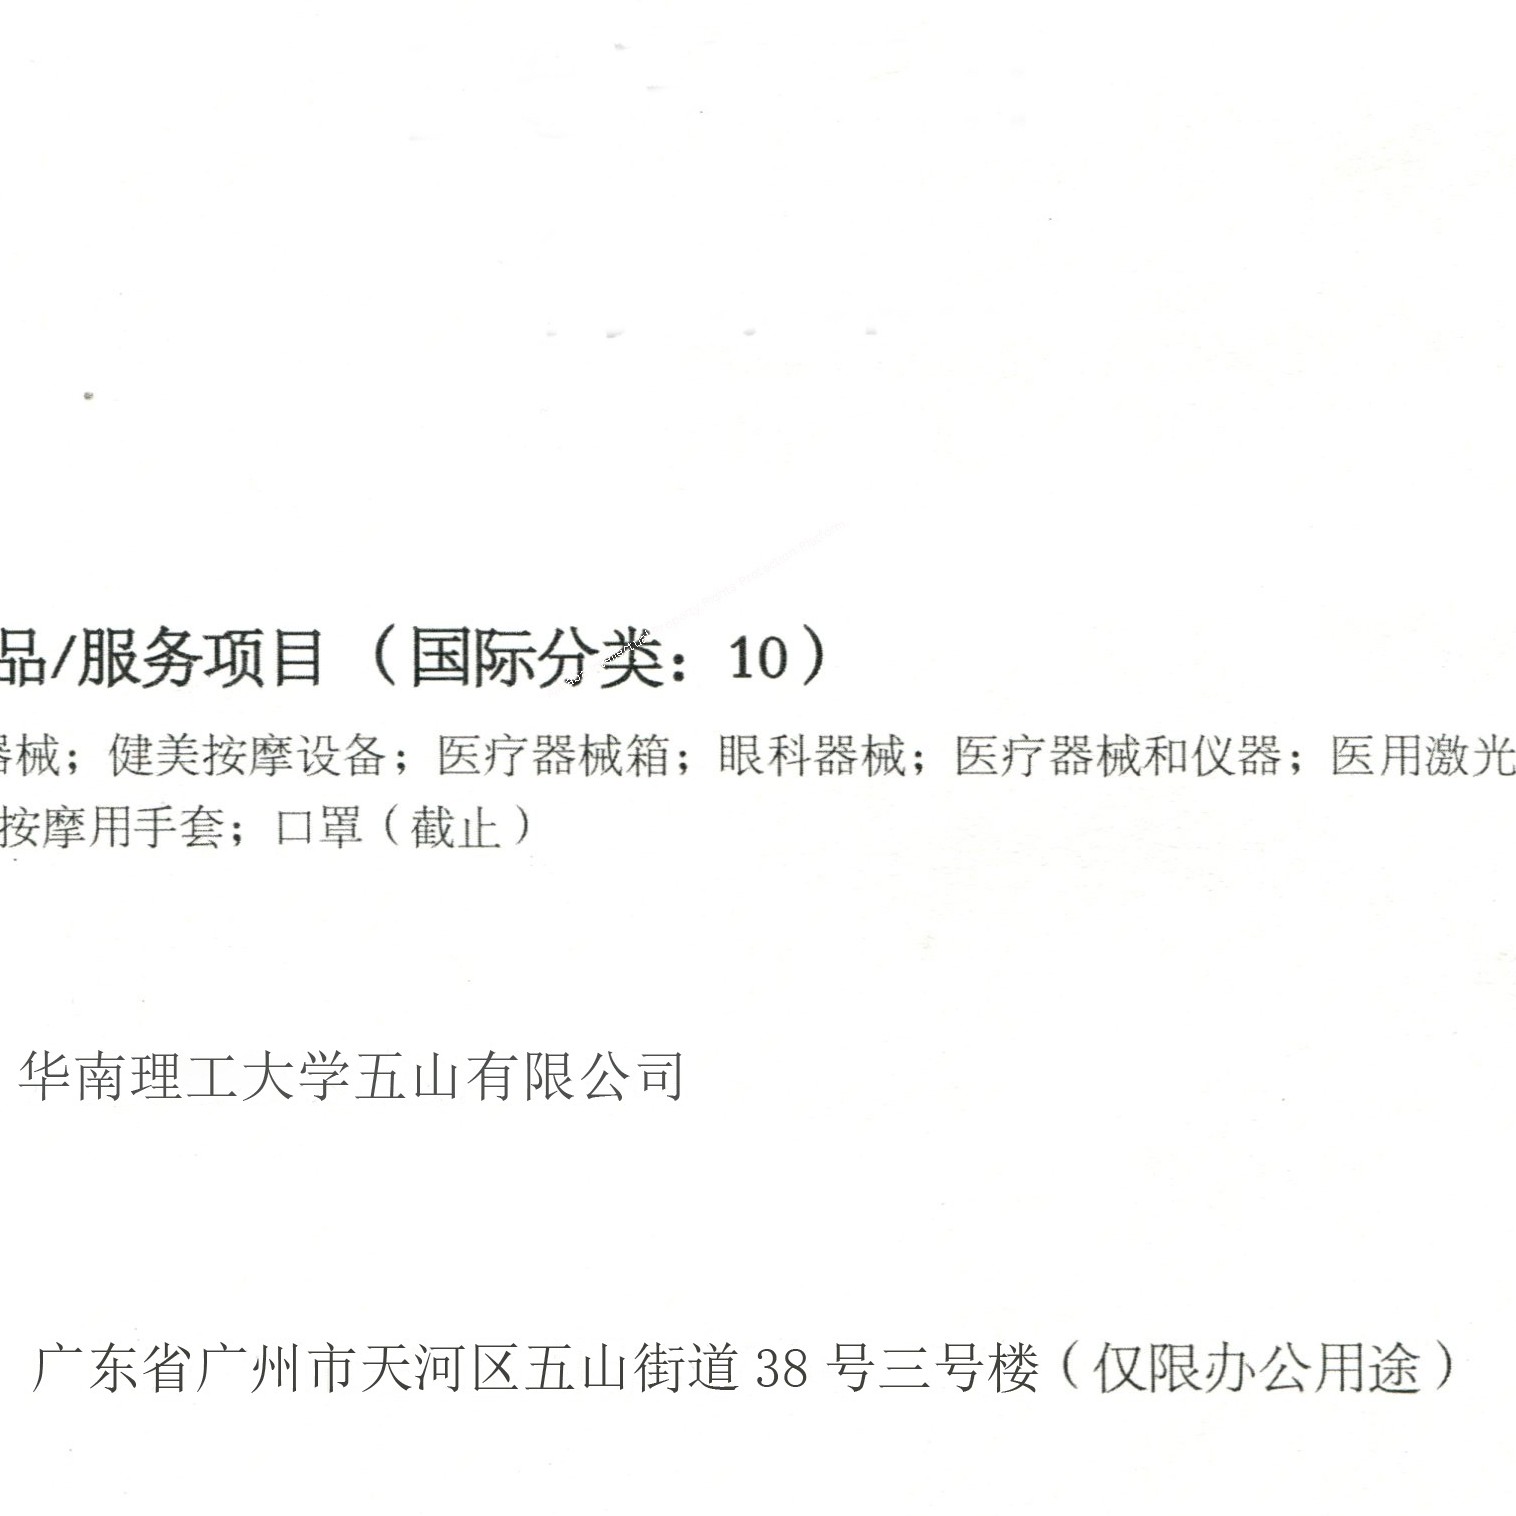 品/服务项目（国际分类：10）
器械；健美按摩设备；医疗器械箱；眼科器械；医疗器械和仪器；医用激光
按摩用手套；口罩（截止）
华南理工大学五山有限公司
广东省广州市天河区五山街道 38 号三号楼（仅限办公用途）